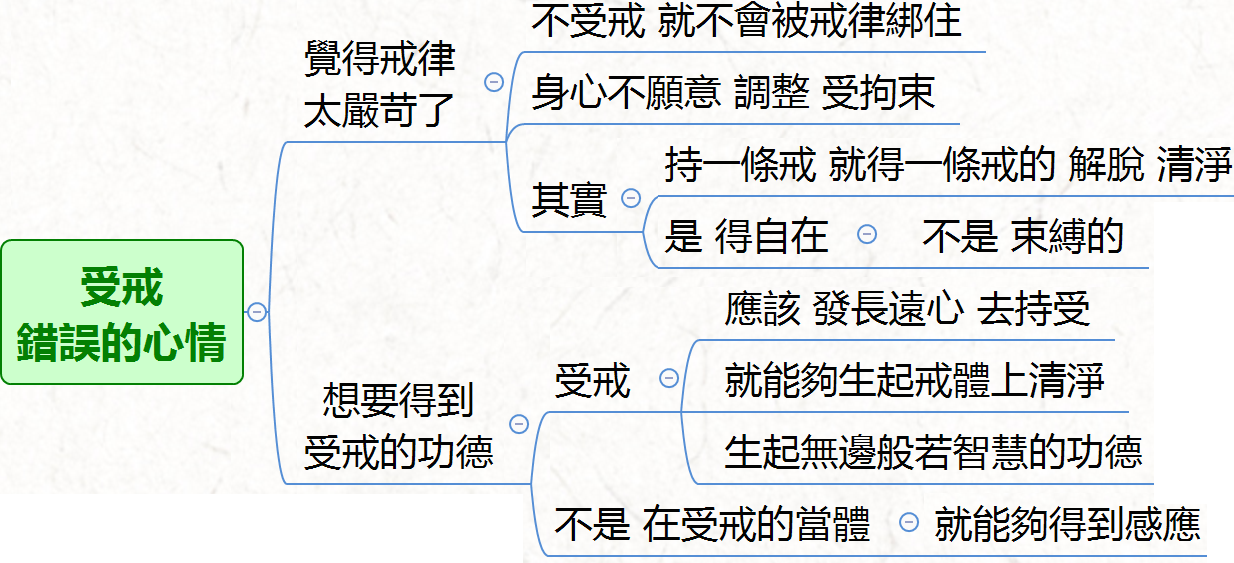 受戒
錯誤的心情
覺得戒律
太嚴苛了
不受戒 就不會被戒律綁住
身心不願意 調整 受拘束
其實
持一條戒 就得一條戒的 解脫 清淨
是 得自在
不是 束縛的
想要得到
受戒的功德
受戒
應該 發長遠心 去持受
就能夠生起戒體上清淨
生起無邊般若智慧的功德
不是 在受戒的當體
就能夠得到感應